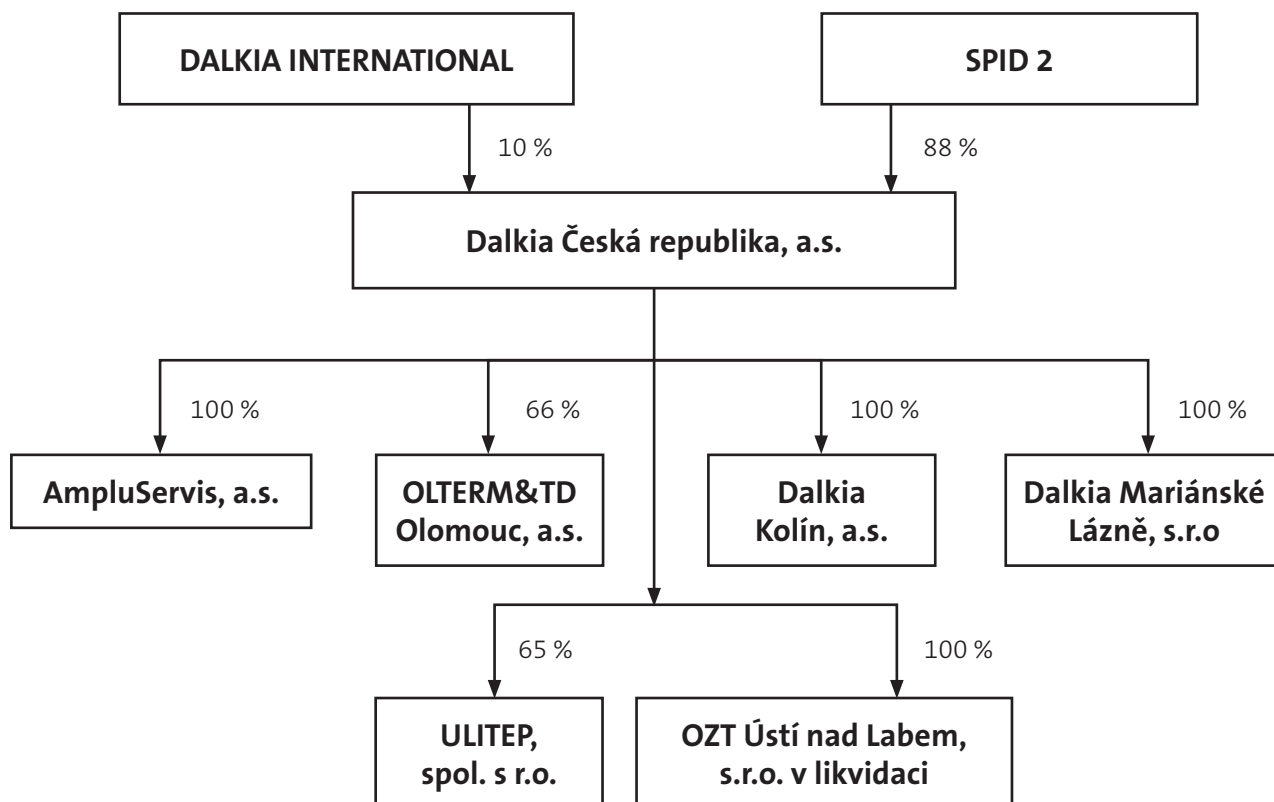 DALKIA INTERNATIONAL
SPID 2
10 %
88 %
Dalkia Česká republika, a.s.
100 %
66 %
100 %
100 %
AmpluServis, a.s.
OLTERM&TD
Olomouc, a.s.
Dalkia
Kolín, a.s.
Dalkia Mariánské
Lázně, s.r.o
65 %
100 %
ULITEP,
spol. s r.o.
OZT Ústí nad Labem,
s.r.o. v likvidaci